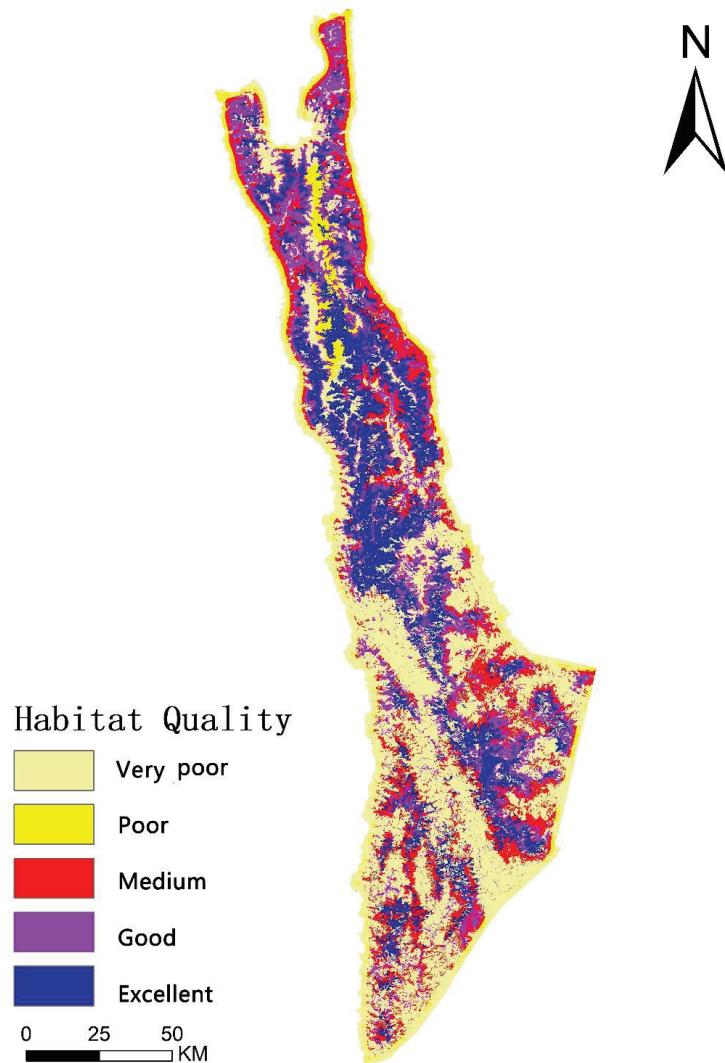 N
Habitat Quality
Very poor
Poor
Medium
Good
Excellent
0 25 50
KM